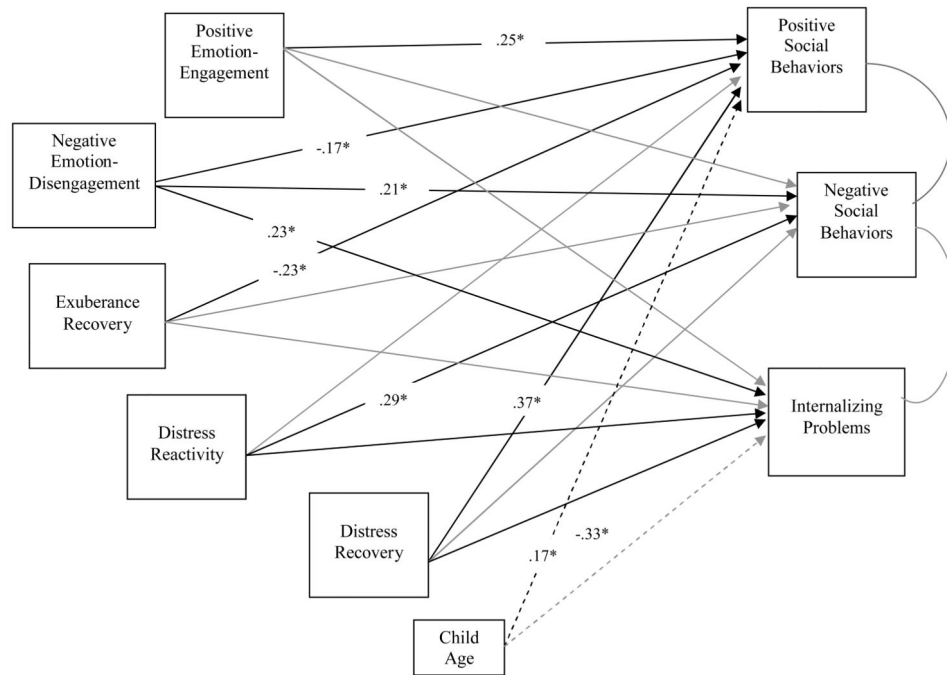 Positive
Emotion-
Engagement
.25*
Positive
Social
Behaviors
Negative
Emotion-
Disengagement
-.17*
.21*
.23*
Negative
Social
Behaviors
Exuberance
Recovery
-.23*
Distress
Reactivity
.29*
.37*
Internalizing
Problems
Distress
Recovery
-.33*
.17*
Child
Age